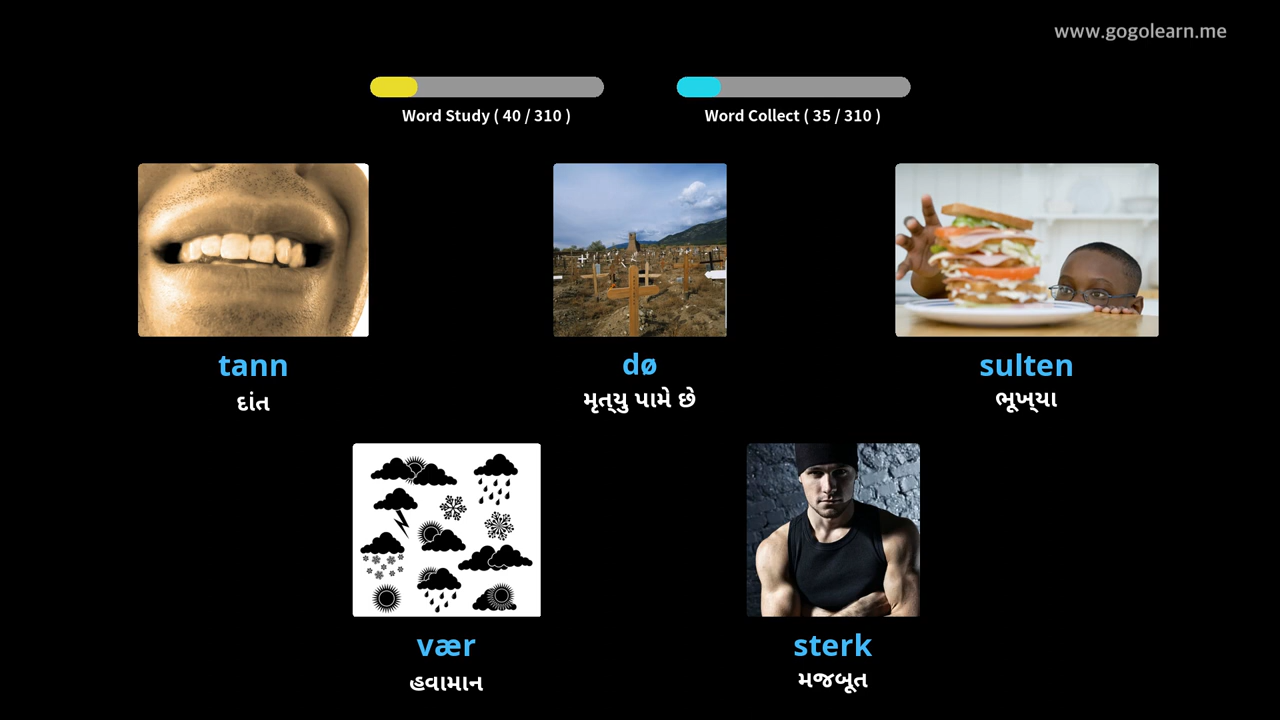 www.gogolearn.me
Word Study ( 40 / 310 )
Word Collect ( 35 / 310 )
tann
દાંત
dø
મૃત્યુ પામે છે
sulten
ભૂખ્યા
vær
હવામાન
sterk
મજબૂત